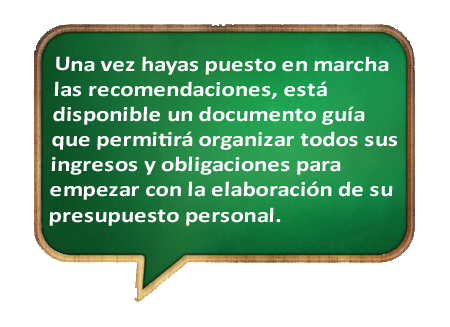 Una vez hayas puesto en marcha
las recomendaciones, está
disponible un documento guía
que permitirá organizar todos sus
ingresos y obligaciones para
empezar con la elaboración de su
presupuesto personal.